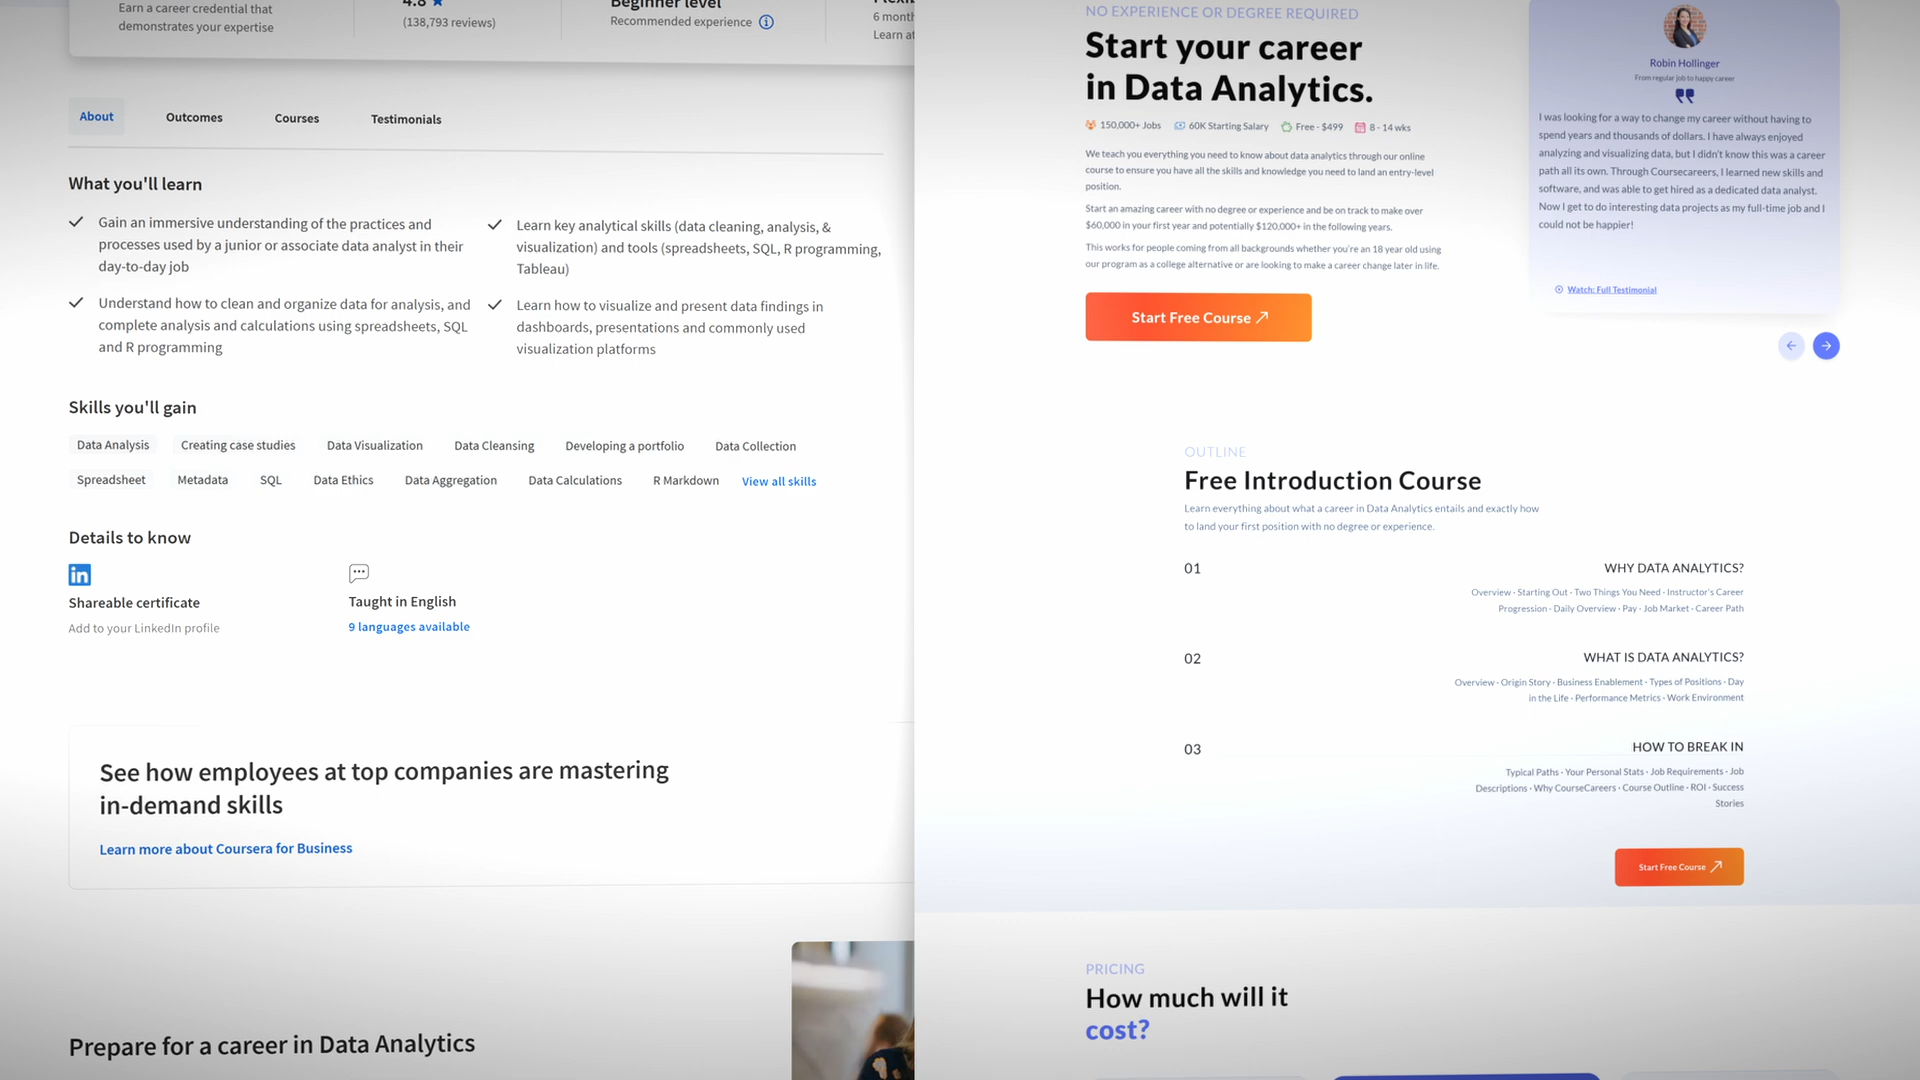 Earn a career credential that
demonstrates your expertise
4.8
(138,793 reviews)
Beginner level
Recommended experience
6 month
Learn at
About
Outcomes
Courses
Testimonials
What you'll learn
Gain an immersive understanding of the practices and
processes used by a junior or associate data analyst in their
day-to-day job
Learn key analytical skills (data cleaning, analysis, &
visualization) and tools (spreadsheets, SQL, R programming,
Tableau)
Understand how to clean and organize data for analysis, and
complete analysis and calculations using spreadsheets, SQL
and R programming
Learn how to visualize and present data findings in
dashboards, presentations and commonly used
visualization platforms
Skills you'll gain
Data Analysis
Creating case studies
Data Visualization
Data Cleansing
Developing a portfolio
Data Collection
Spreadsheet
Metadata
SQL
Data Ethics
Data Aggregation
Data Calculations
R Markdown
View all skills
Details to know
in
Shareable certificate
Add to your LinkedIn profile
Taught in English
9 languages available
See how employees at top companies are mastering
in-demand skills
Learn more about Coursera for Business
Prepare for a career in Data Analytics
NO EXPERIENCE OR DEGREE REQUIRED
Start your career
in Data Analytics.
150,000+ Jobs
60K Starting Salary
Free - $499
8 - 14 wks
We teach you everything you need to know about data analytics through our online
course to ensure you have all the skills and knowledge you need to land an entry-level
position.
Start an amazing career with no degree or experience and be on track to make over
$60,000 in your first year and potentially $120,000+ in the following years.
This works for people coming from all backgrounds whether you're an 18 year old using
our program as a college alternative or are looking to make a career change later in life.
Start Free Course
Robin Hollinger
From regular job to happy career
I was looking for a way to change my career without having to
spend years and thousands of dollars. I have always enjoyed
analyzing and visualizing data, but I didn't know this was a career
path all its own. Through Coursecareers, I learned new skills and
software, and was able to get hired as a dedicated data analyst.
Now I get to do interesting data projects as my full-time job and I
could not be happier!
Watch: Full Testimonial
OUTLINE
Free Introduction Course
Learn everything about what a career in Data Analytics entails and exactly how
to land your first position with no degree or experience.
01
WHY DATA ANALYTICS?
Overview - Starting Out - Two Things You Need - Instructor's Career
Progression - Daily Overview - Pay - Job Market - Career Path
02
WHAT IS DATA ANALYTICS?
Overview - Origin Story - Business Enablement - Types of Positions - Day
in the Life - Performance Metrics - Work Environment
03
HOW TO BREAK IN
Typical Paths - Your Personal Stats - Job Requirements - Job
Descriptions - Why CourseCareers - Course Outline - ROI - Success
Stories
Start Free Course
PRICING
How much will it
cost?